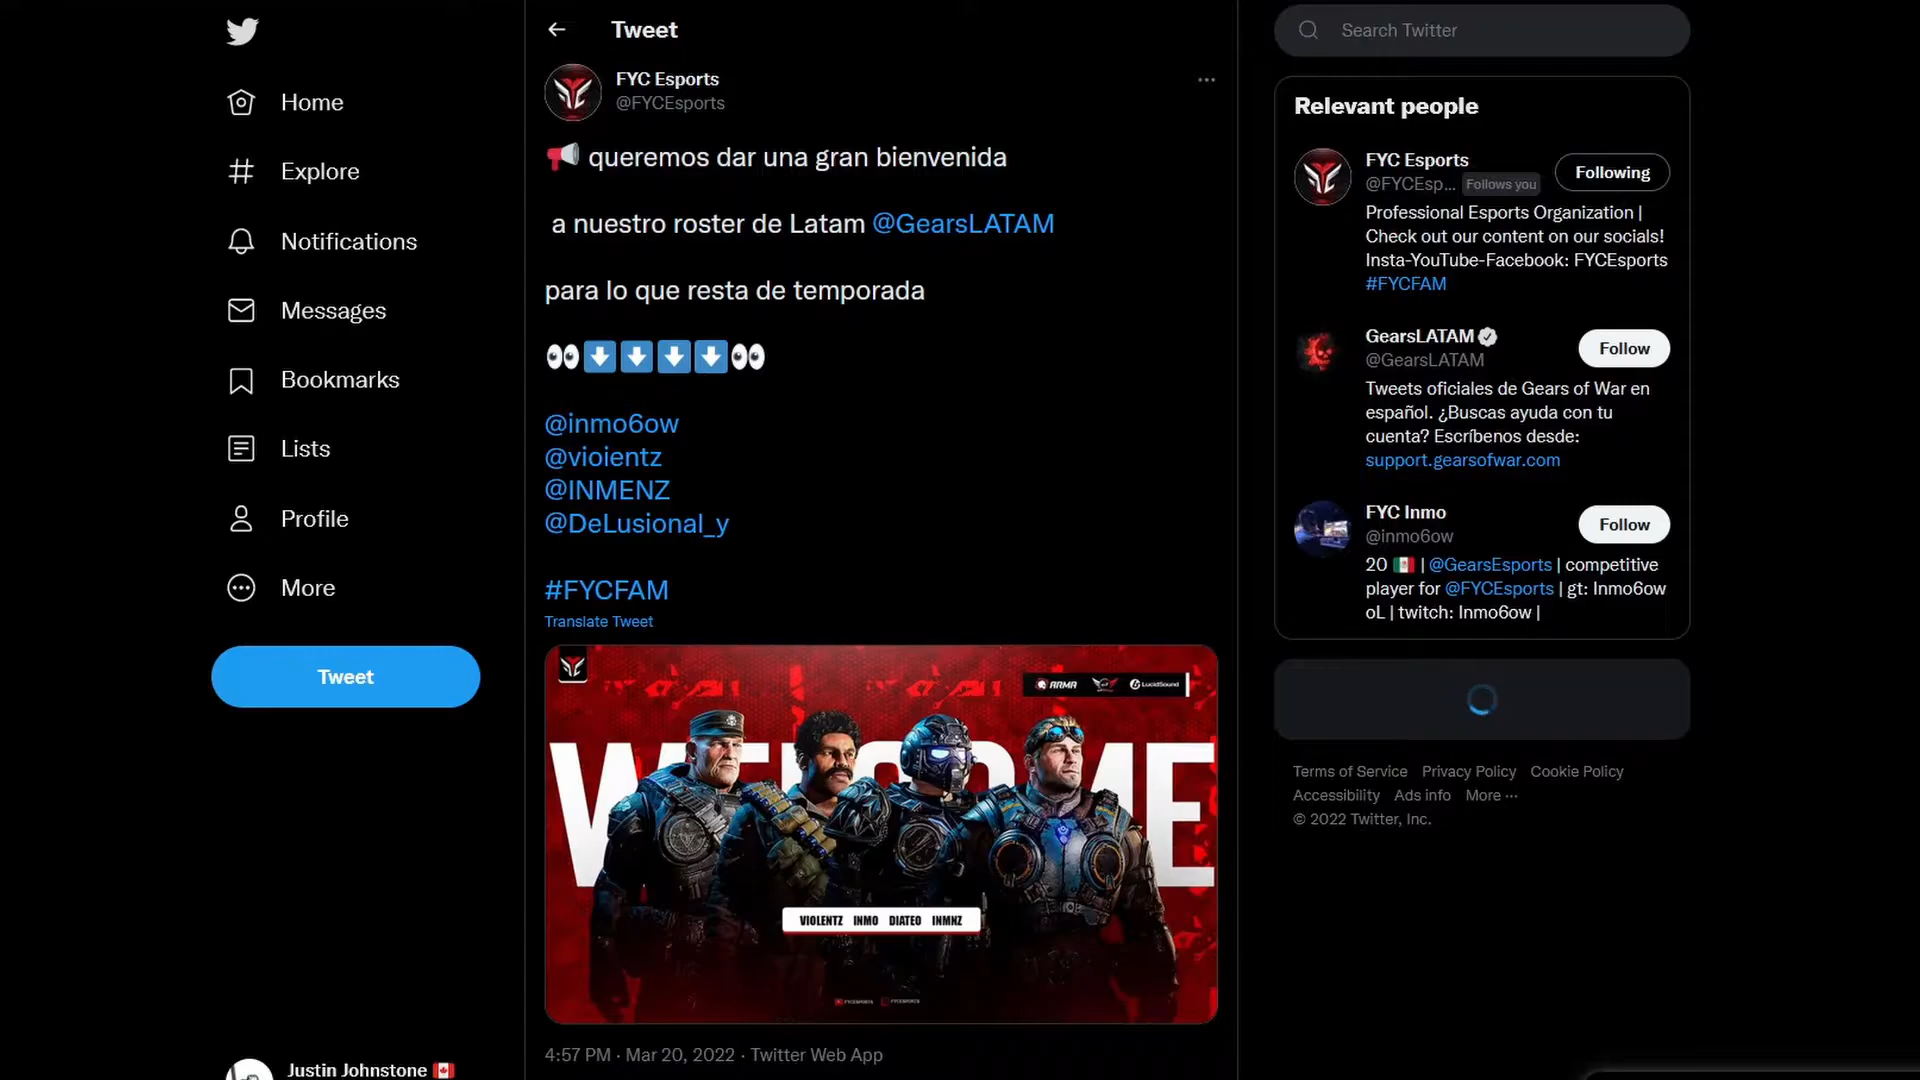 Home
Explore
Notifications
Messages
Bookmarks
Lists
Profile
More
Tweet
Justin Johnstone
Tweet
FYC Esports
@FYCEsports
queremos dar una gran bienvenida
a nuestro roster de Latam @GearsLATAM
para lo que resta de temporada
@inmo6ow
@vioientz
@INMENZ
@DeLusional_y
#FYCFAM
Translate Tweet
ARMA LucidSound
WELCOME
VIOLENTZ INMO DIATEO INMNZ
FYCESPORTS FYCESPORTS
4:57 PM · Mar 20, 2022 · Twitter Web App
Search Twitter
Relevant people
FYC Esports
@FYCEsp... Follows you
Following
Professional Esports Organization |
Check out our content on our socials!
Insta-YouTube-Facebook: FYCEsports
#FYCFAM
GearsLATAM
@GearsLATAM
Follow
Tweets oficiales de Gears of War en
español. ¿Buscas ayuda con tu
cuenta? Escríbenos desde:
support.gearsofwar.com
FYC Inmo
@inmo6ow
Follow
20 | @GearsEsports | competitive
player for @FYCEsports | gt: Inmo6ow
oL | twitch: Inmo6ow |
Terms of Service Privacy Policy Cookie Policy
Accessibility Ads info More ···
© 2022 Twitter, Inc.